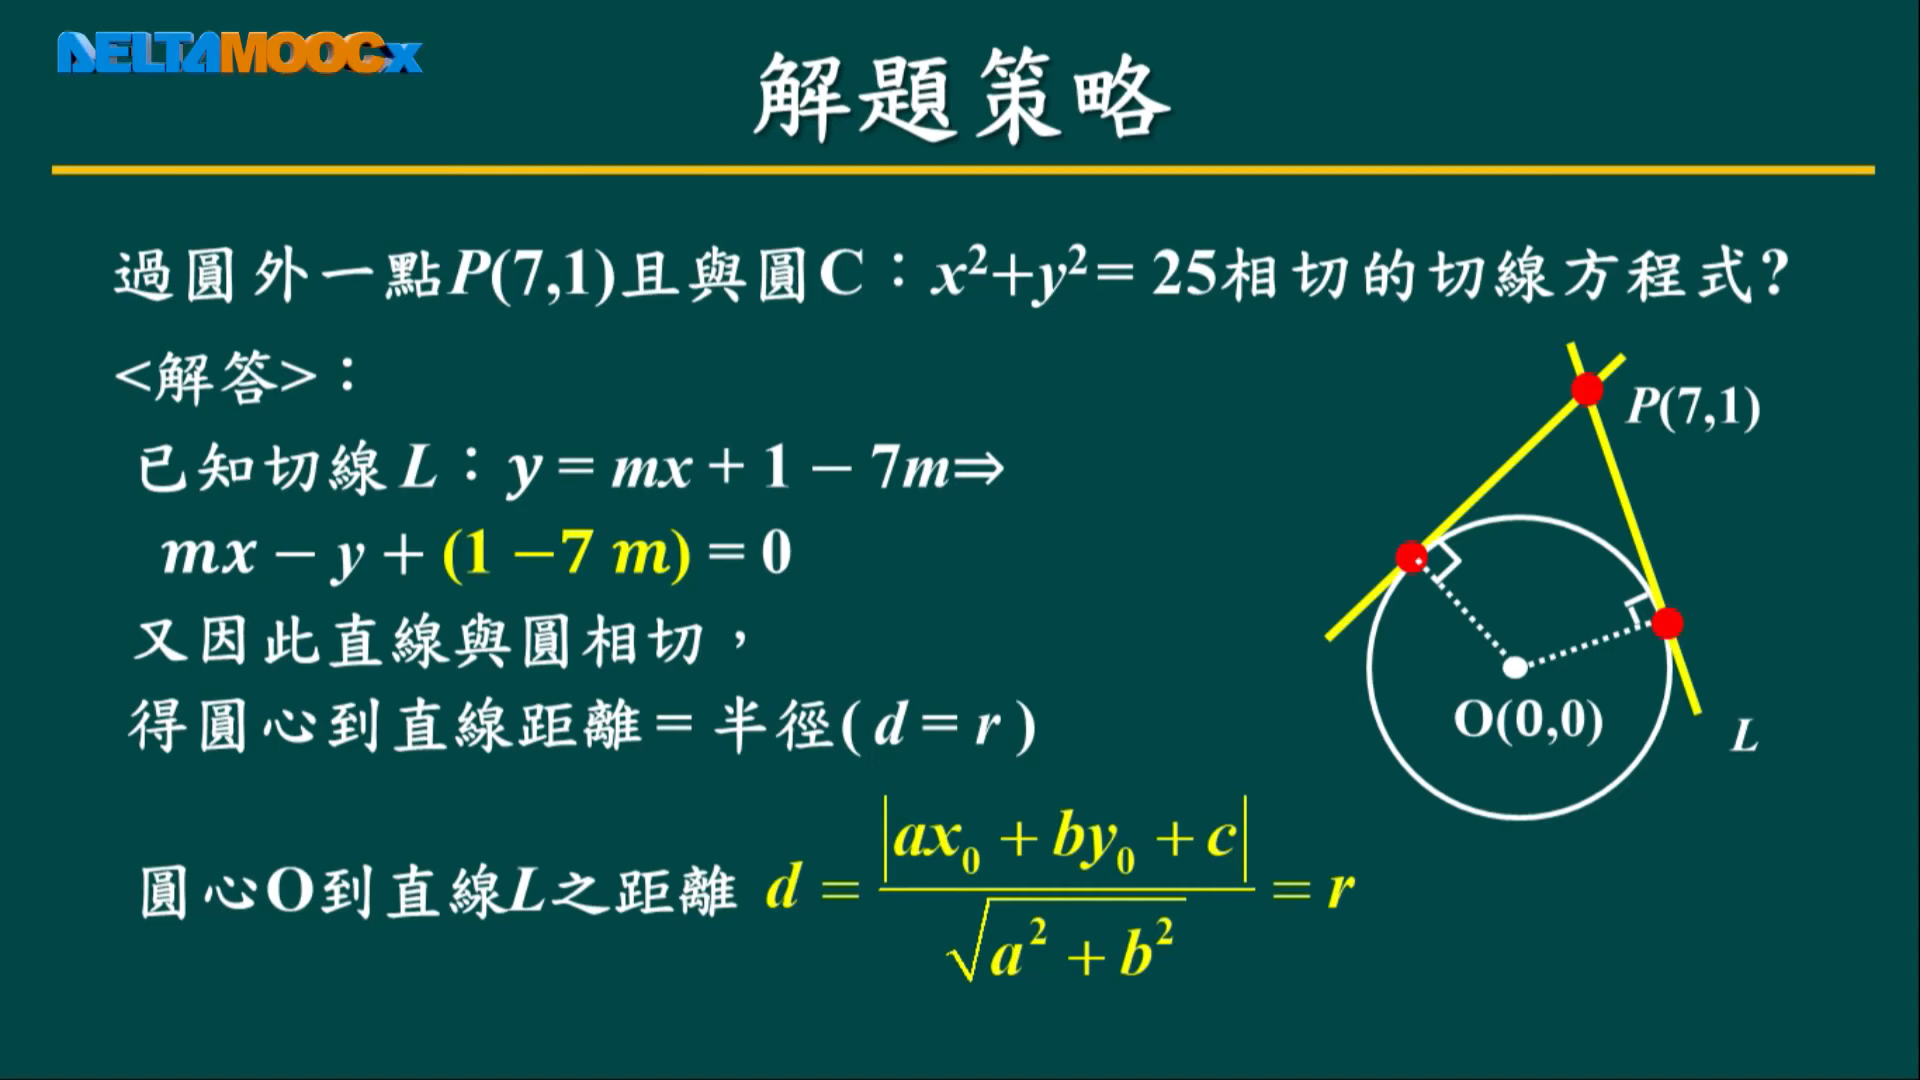 DELTAMOOCx
解題策略
過圓外一點P(7,1)且與圓C：x²+y²= 25相切的切線方程式?
<解答>：
已知切線L：y = mx + 1 − 7m⇒
mx − y + (1 −7 m) = 0
又因此直線與圓相切，
得圓心到直線距離 = 半徑( d = r )
圓心O到直線L之距離 d = |ax₀ + by₀ + c| / √(a² + b²) = r
P(7,1)
O(0,0)
L